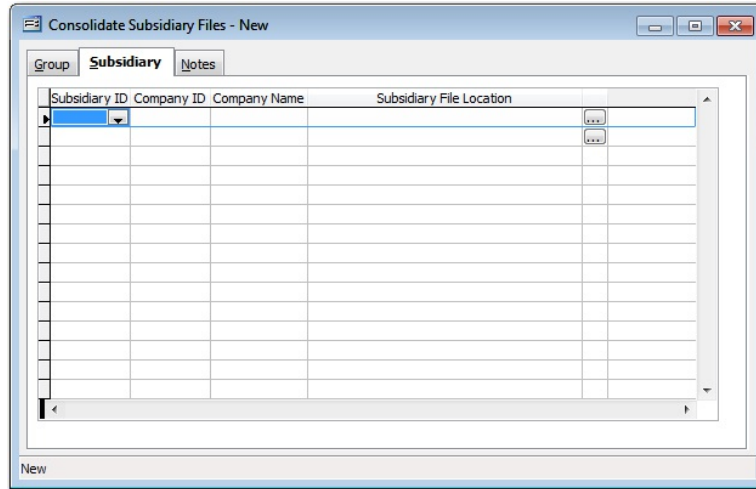 Consolidate Subsidiary Files - New
Group Subsidiary Notes
Subsidiary ID Company ID Company Name Subsidiary File Location
...
...
New